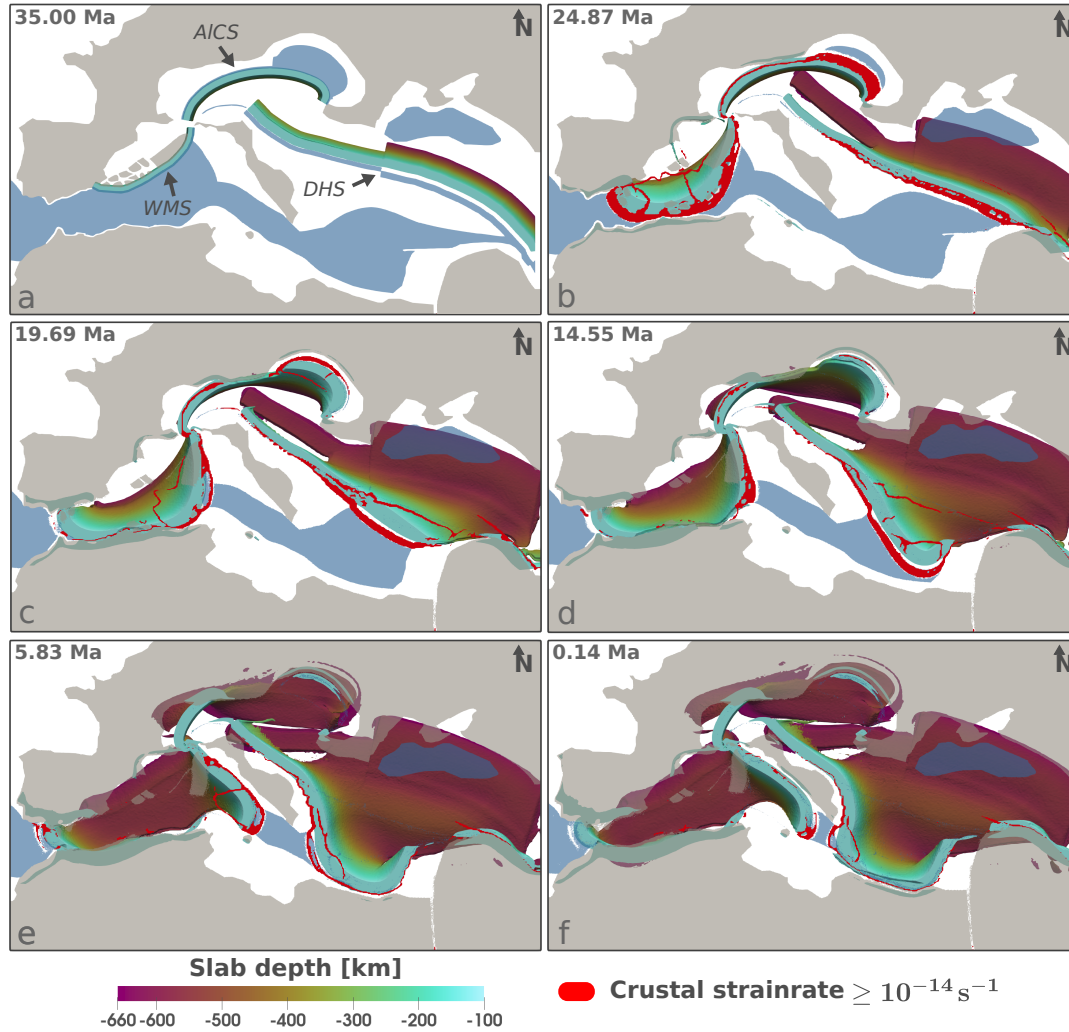 35.00 Ma
N
AICS
DHS
WMS
a
24.87 Ma
N
b
19.69 Ma
N
c
14.55 Ma
N
d
5.83 Ma
N
e
0.14 Ma
N
f
Slab depth [km]
-660 -600 -500 -400 -300 -200 -100
Crustal strainrate ≥ 10⁻¹⁴ s⁻¹